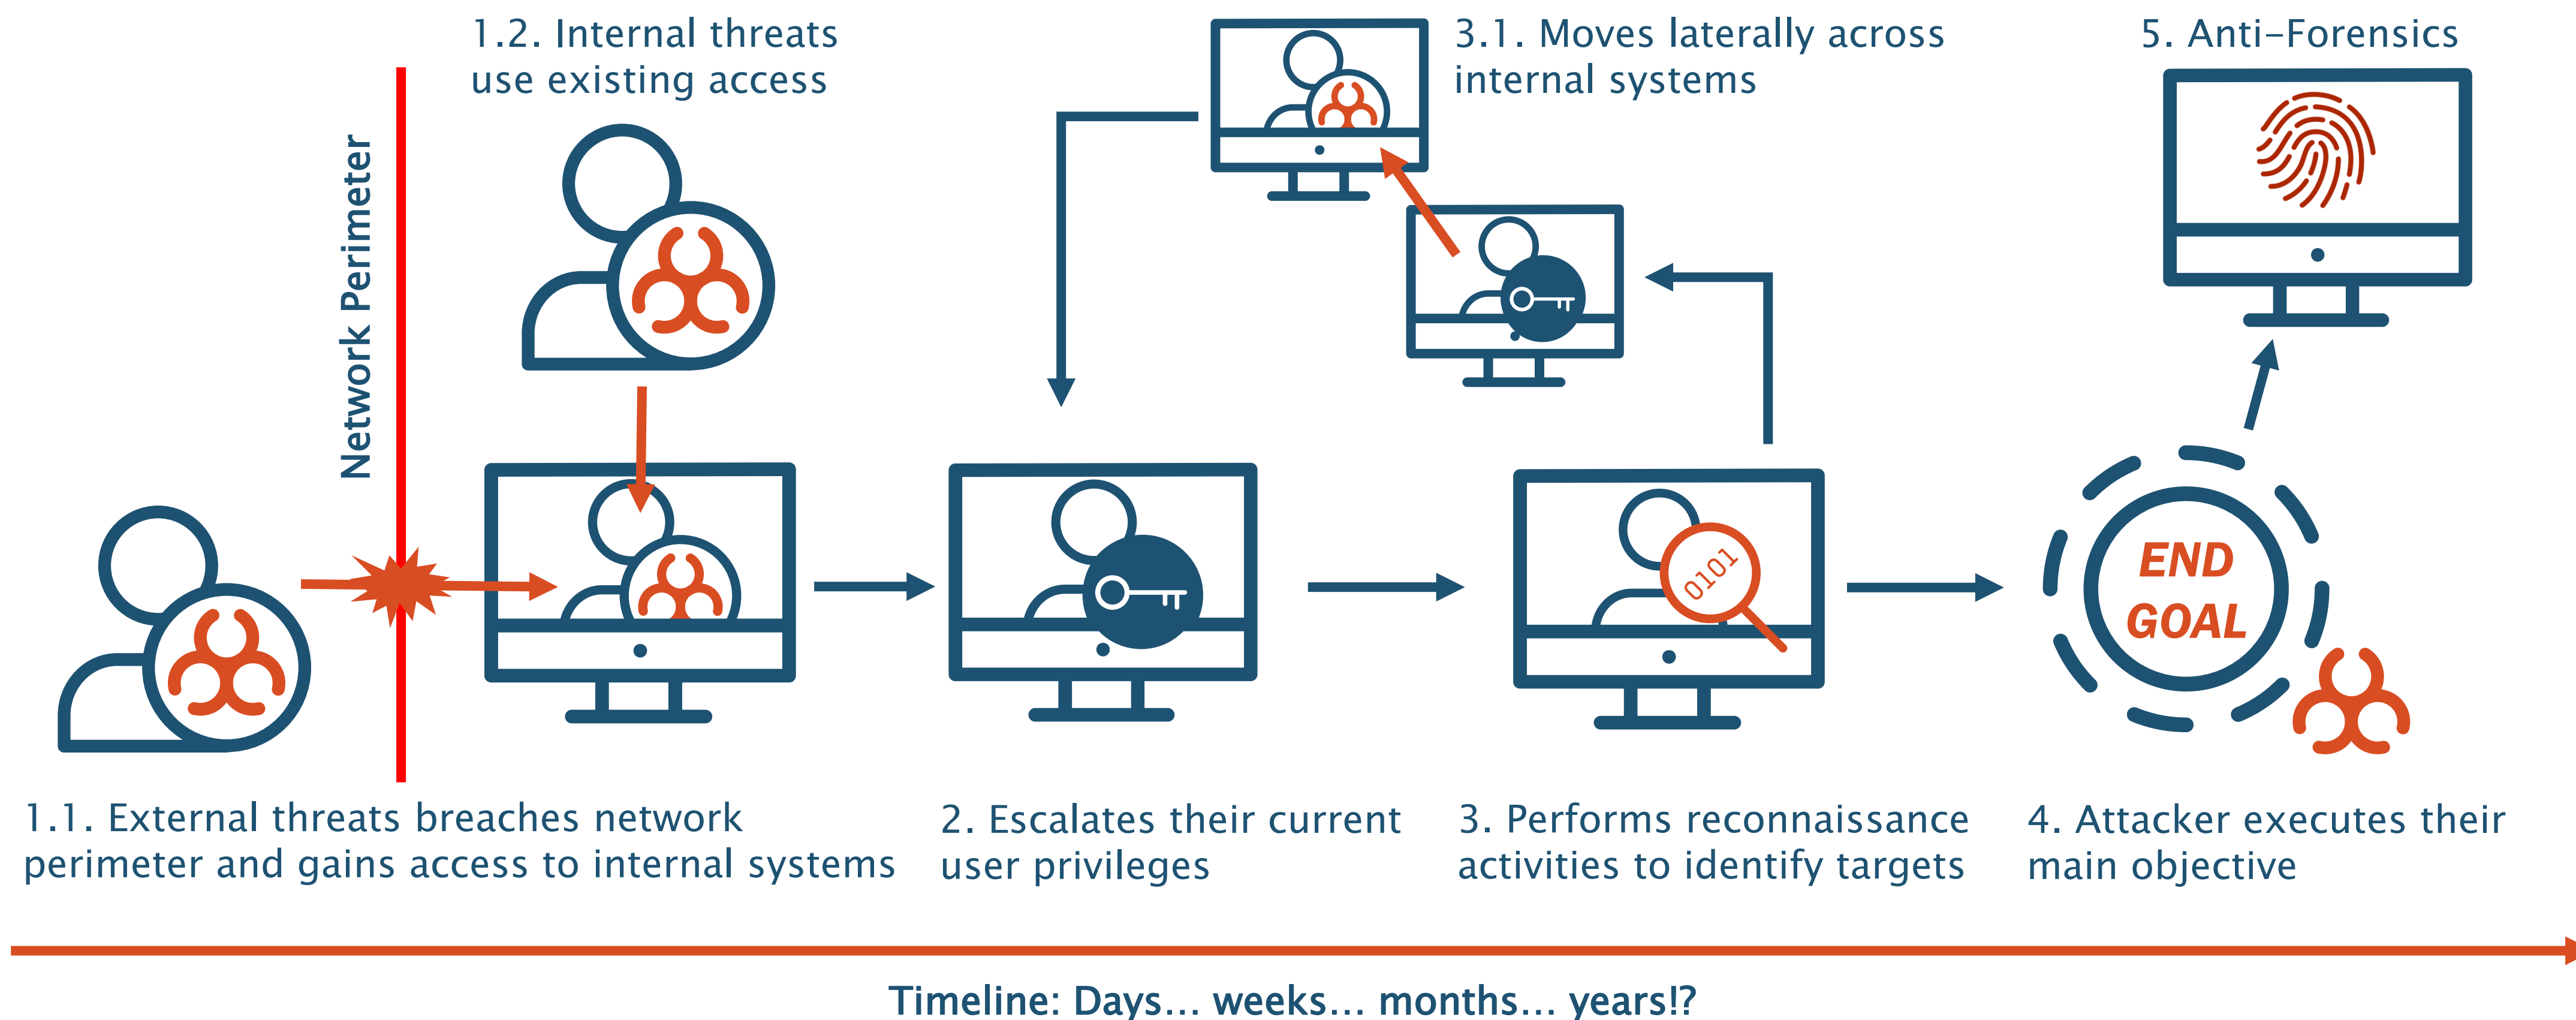 1.2. Internal threats
use existing access
3.1. Moves laterally across
internal systems
5. Anti-Forensics
Network Perimeter
0101
END
GOAL
1.1. External threats breaches network
perimeter and gains access to internal systems
2. Escalates their current
user privileges
3. Performs reconnaissance
activities to identify targets
4. Attacker executes their
main objective
Timeline: Days... weeks... months... years!?